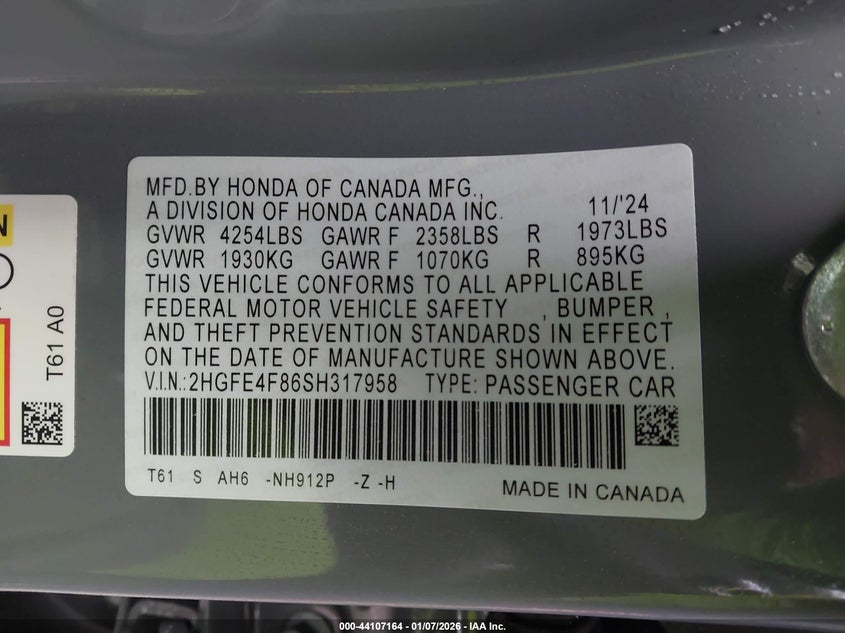 MFD.BY HONDA OF CANADA MFG.,
A DIVISION OF HONDA CANADA INC. 11/'24
GVWR 4254LBS GAWR F 2358LBS R 1973LBS
GVWR 1930KG GAWR F 1070KG R 895KG
THIS VEHICLE CONFORMS TO ALL APPLICABLE
FEDERAL MOTOR VEHICLE SAFETY , BUMPER ,
AND THEFT PREVENTION STANDARDS IN EFFECT
ON THE DATE OF MANUFACTURE SHOWN ABOVE.
V.I.N.: 2HGFE4F86SH317958 TYPE: PASSENGER CAR
T61 S AH6 -NH912P -Z -H
MADE IN CANADA
T61 A0
N
000-44107164 - 01/07/2026 - IAA Inc.